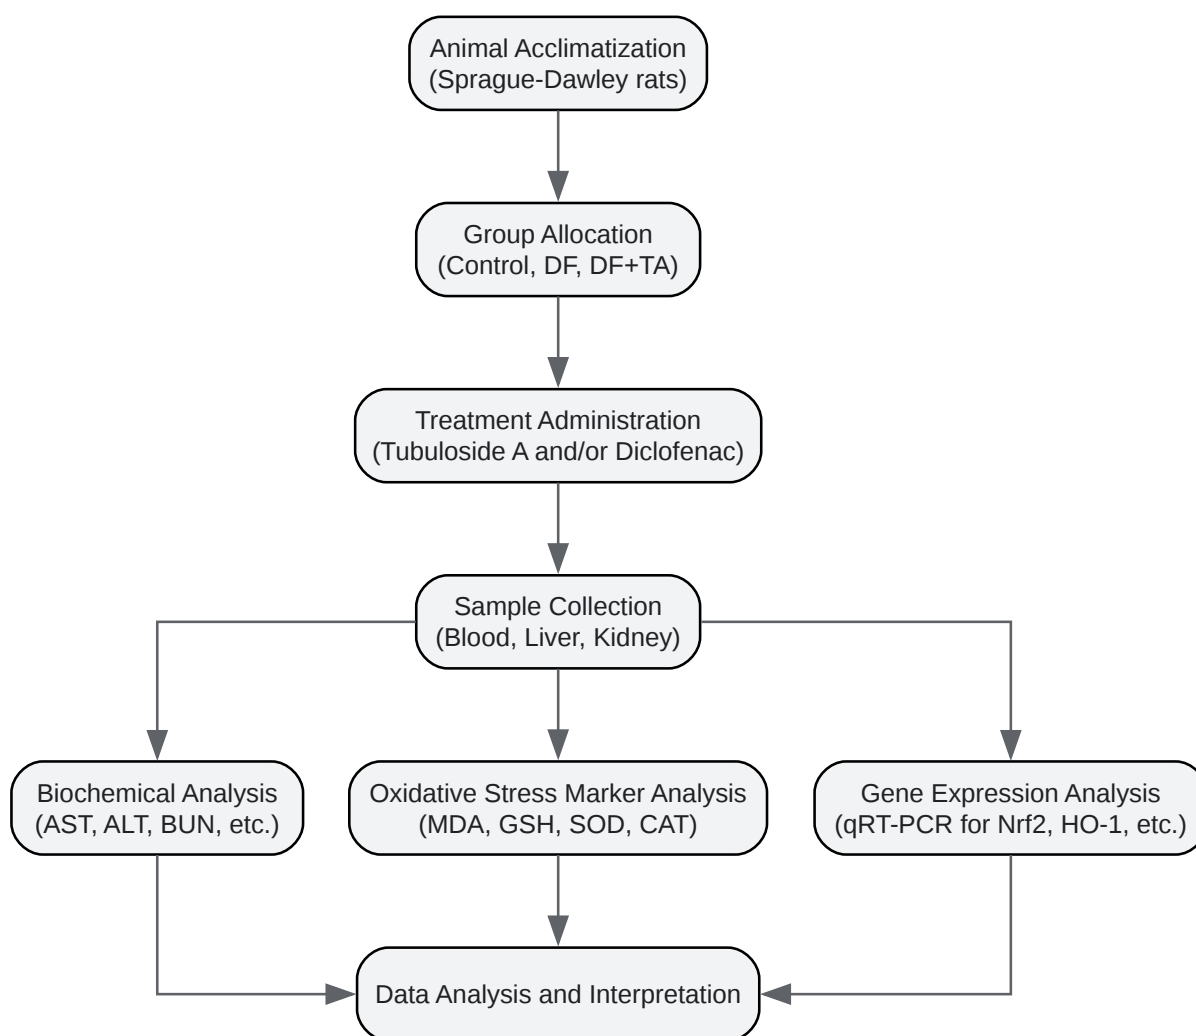 Animal Acclimatization
(Sprague-Dawley rats)
Group Allocation
(Control, DF, DF+TA)
Treatment Administration
(Tubuloside A and/or Diclofenac)
Sample Collection
(Blood, Liver, Kidney)
Biochemical Analysis
(AST, ALT, BUN, etc.)
Oxidative Stress Marker Analysis
(MDA, GSH, SOD, CAT)
Gene Expression Analysis
(qRT-PCR for Nrf2, HO-1, etc.)
Data Analysis and Interpretation